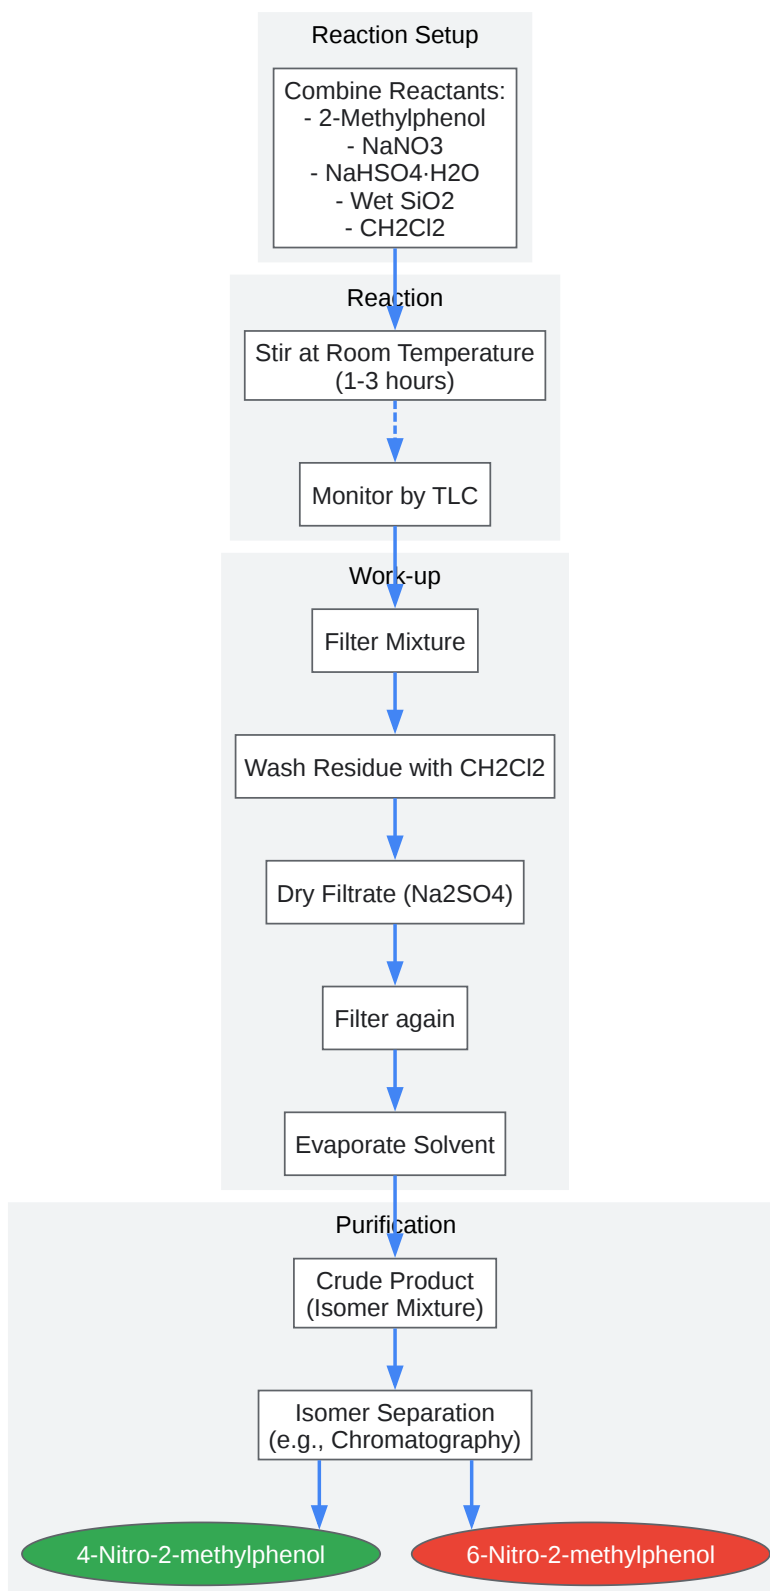 Reaction Setup
Combine Reactants:
- 2-Methylphenol
- NaNO3
- NaHSO4·H2O
- Wet SiO2
- CH2Cl2
Reaction
Stir at Room Temperature
(1-3 hours)
Monitor by TLC
Work-up
Filter Mixture
Wash Residue with CH2Cl2
Dry Filtrate (Na2SO4)
Filter again
Evaporate Solvent
Purification
Crude Product
(Isomer Mixture)
Isomer Separation
(e.g., Chromatography)
4-Nitro-2-methylphenol
6-Nitro-2-methylphenol